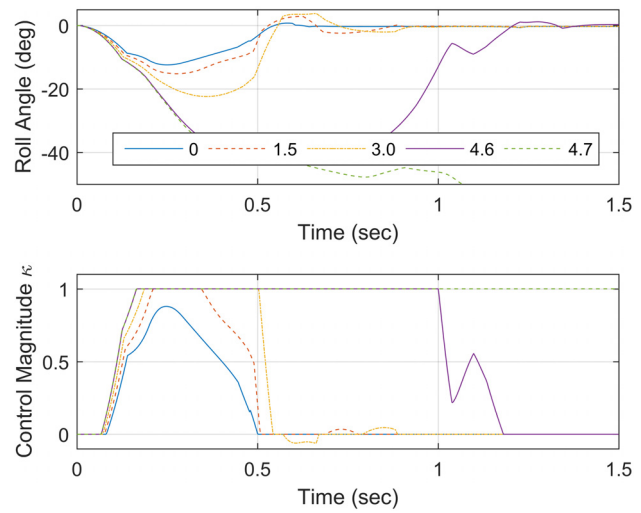 Roll Angle (deg)
0
-20
-40
0 1.5 3.0 4.6 4.7
0 0.5 1 1.5
Time (sec)
Control Magnitude κ
1
0.5
0
0 0.5 1 1.5
Time (sec)